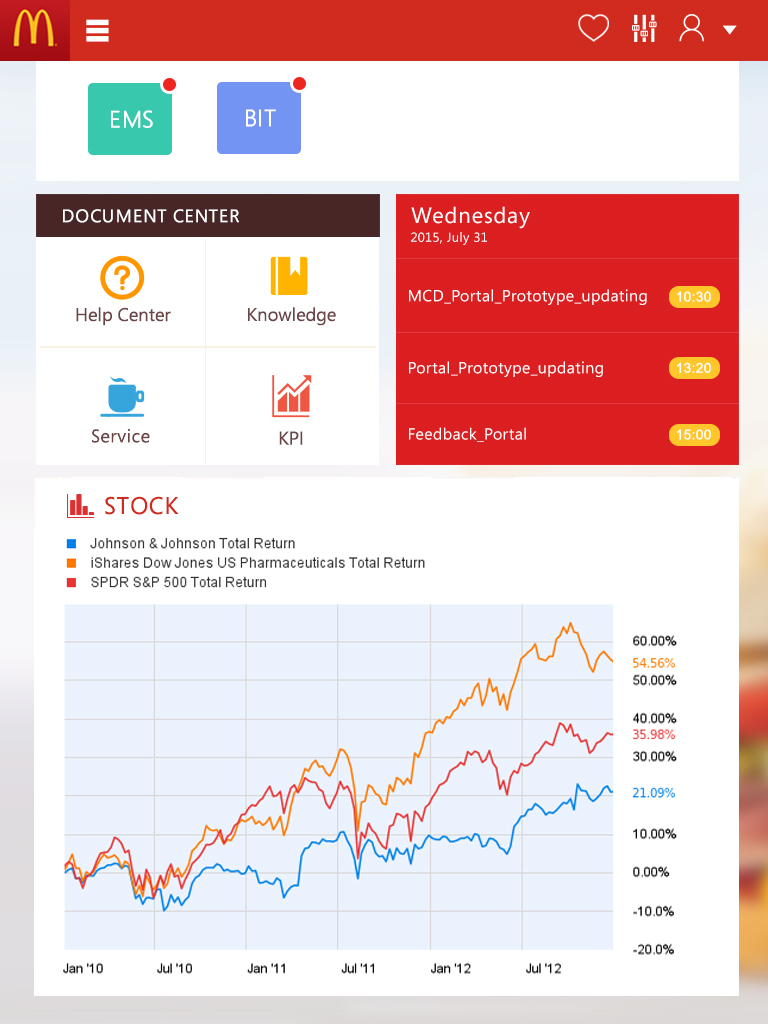 EMS
BIT
DOCUMENT CENTER
Help Center
Knowledge
Service
KPI
Wednesday
2015, July 31
MCD_Portal_Prototype_updating 10:30
Portal_Prototype_updating 13:20
Feedback_Portal 15:00
STOCK
Johnson & Johnson Total Return
iShares Dow Jones US Pharmaceuticals Total Return
SPDR S&P 500 Total Return
60.00%
54.56%
50.00%
40.00%
35.98%
30.00%
21.09%
10.00%
0.00%
-10.0%
-20.0%
Jan '10 Jul '10 Jan '11 Jul '11 Jan '12 Jul '12